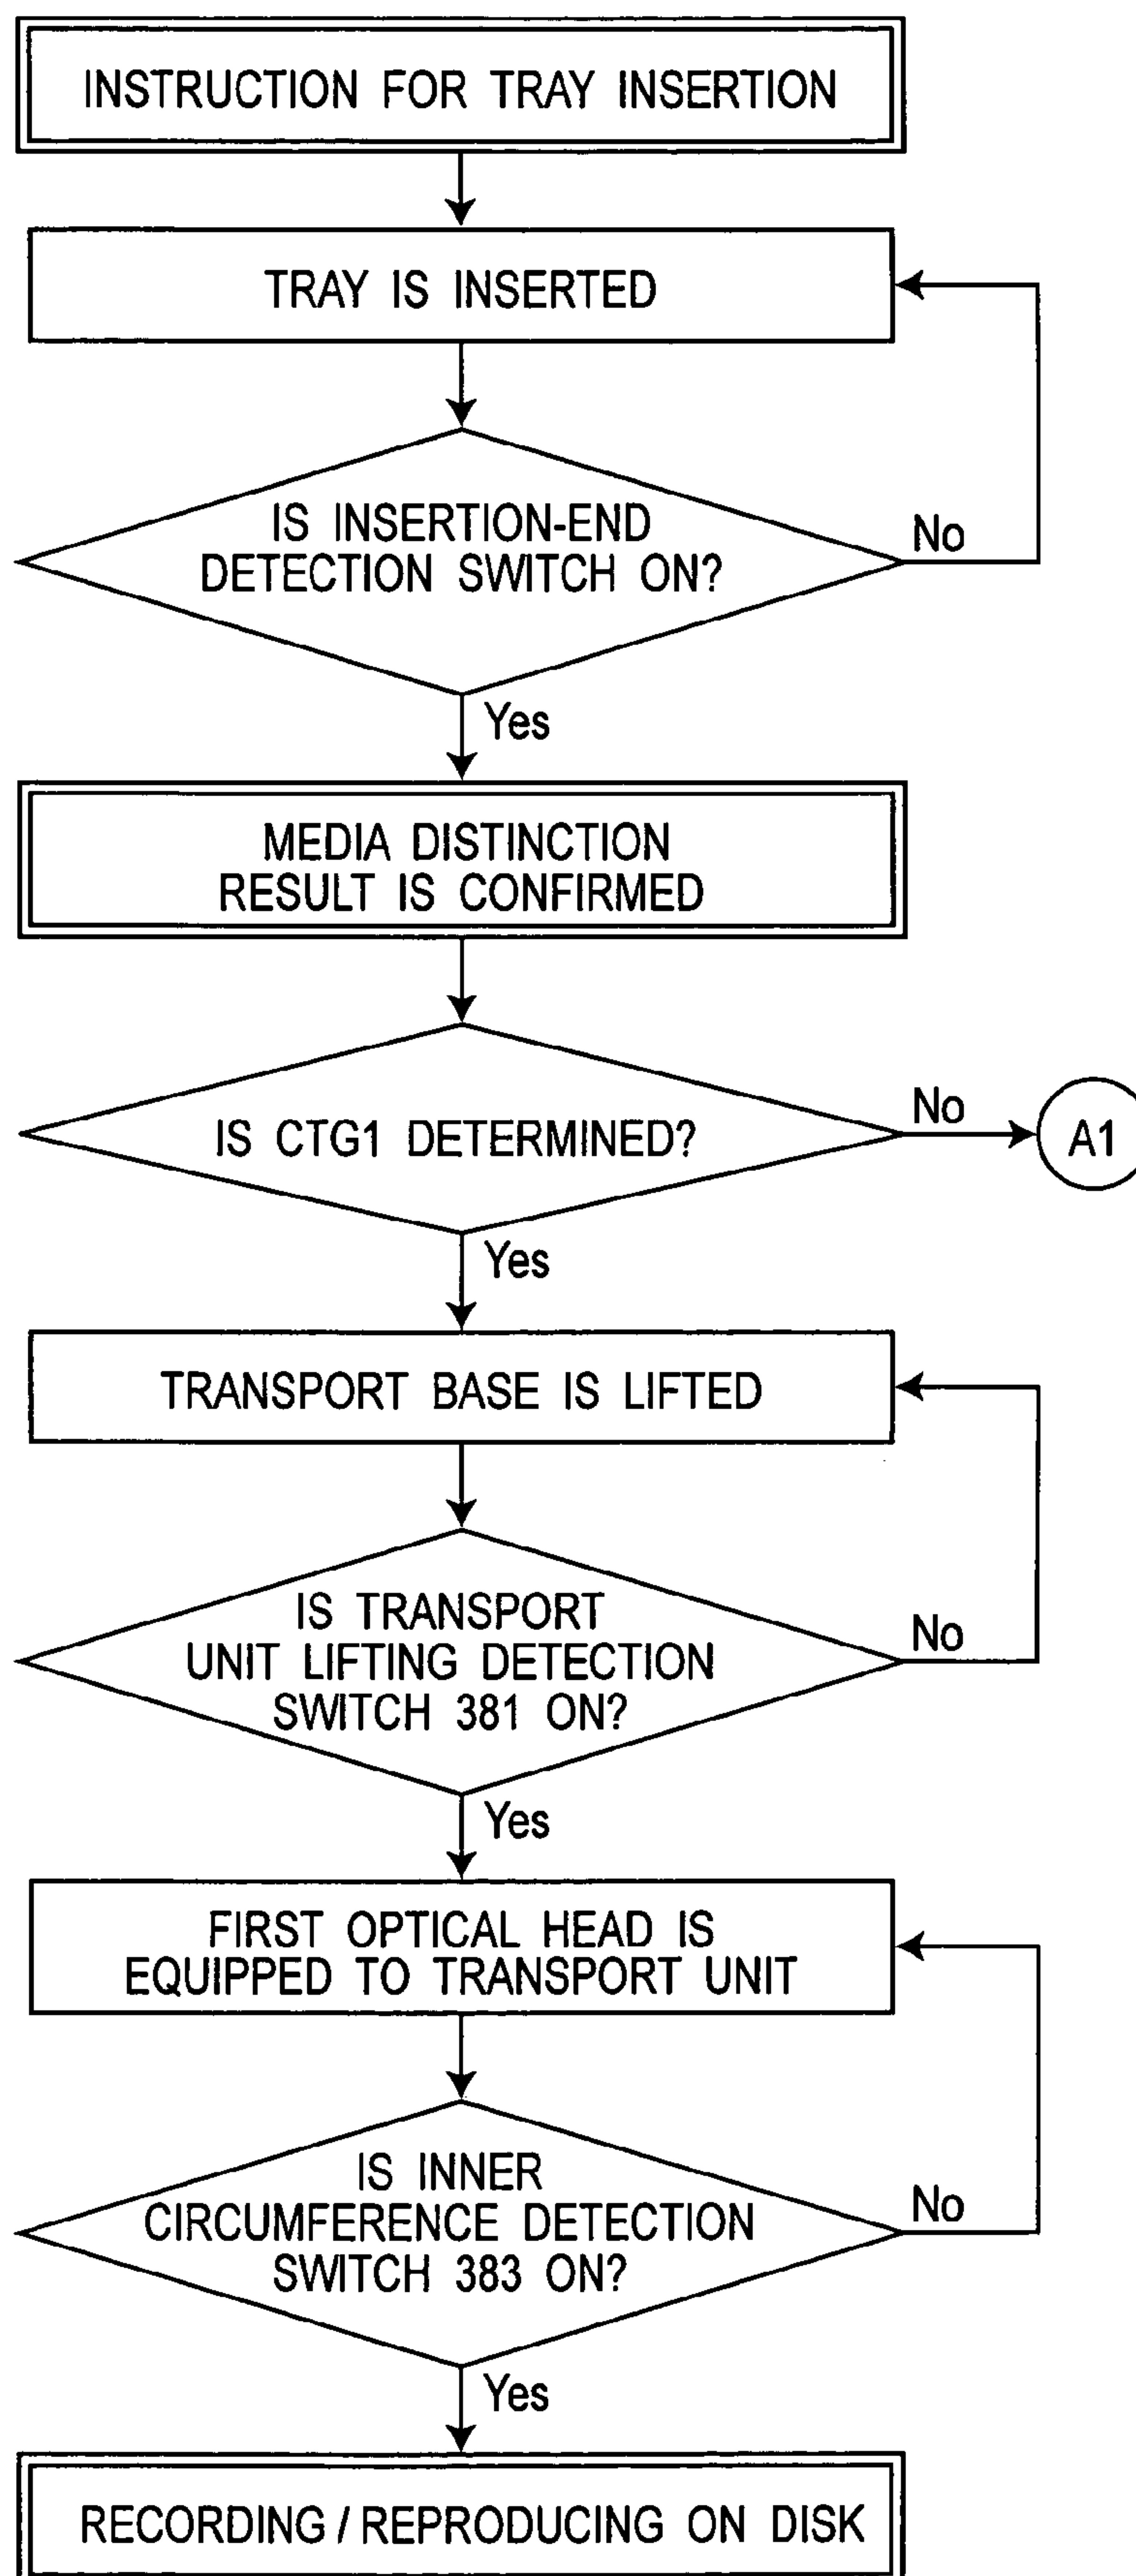 INSTRUCTION FOR TRAY INSERTION
TRAY IS INSERTED
IS INSERTION-END
DETECTION SWITCH ON?
No
Yes
MEDIA DISTINCTION
RESULT IS CONFIRMED
IS CTG1 DETERMINED?
No
A1
Yes
TRANSPORT BASE IS LIFTED
IS TRANSPORT
UNIT LIFTING DETECTION
SWITCH 381 ON?
No
Yes
FIRST OPTICAL HEAD IS
EQUIPPED TO TRANSPORT UNIT
IS INNER
CIRCUMFERENCE DETECTION
SWITCH 383 ON?
No
Yes
RECORDING / REPRODUCING ON DISK